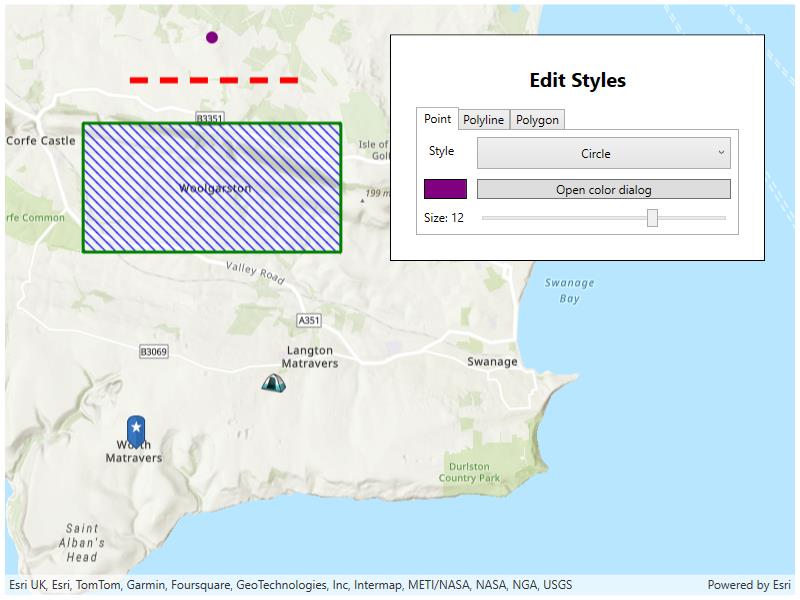 Edit Styles
Point Polyline Polygon
Style
Circle
Open color dialog
Size: 12
B3351
Corfe Castle
Isle of
Golf
Woolgarston
199 m
rfe Common
Valley Road
Swanage
Bay
A351
B3069
Langton
Matravers
Swanage
Worth
Matravers
Durlston
Country Park
Saint
Alban's
Head
Esri UK, Esri, TomTom, Garmin, Foursquare, GeoTechnologies, Inc, Intermap, METI/NASA, NASA, NGA, USGS
Powered by Esri